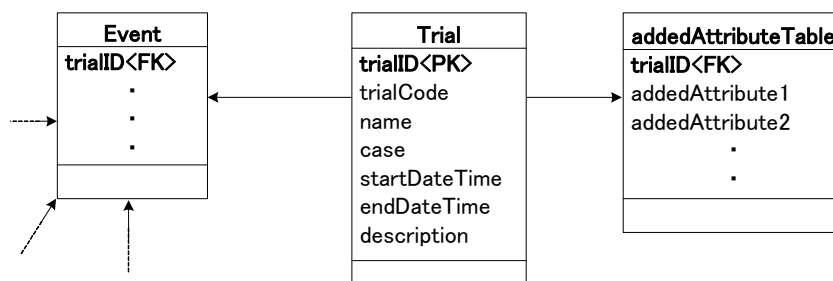 Event
trialID<FK>
・
・
・
Trial
trialID<PK>
trialCode
name
case
startDateTime
endDateTime
description
addedAttributeTable
trialID<FK>
addedAttribute1
addedAttribute2
・
・